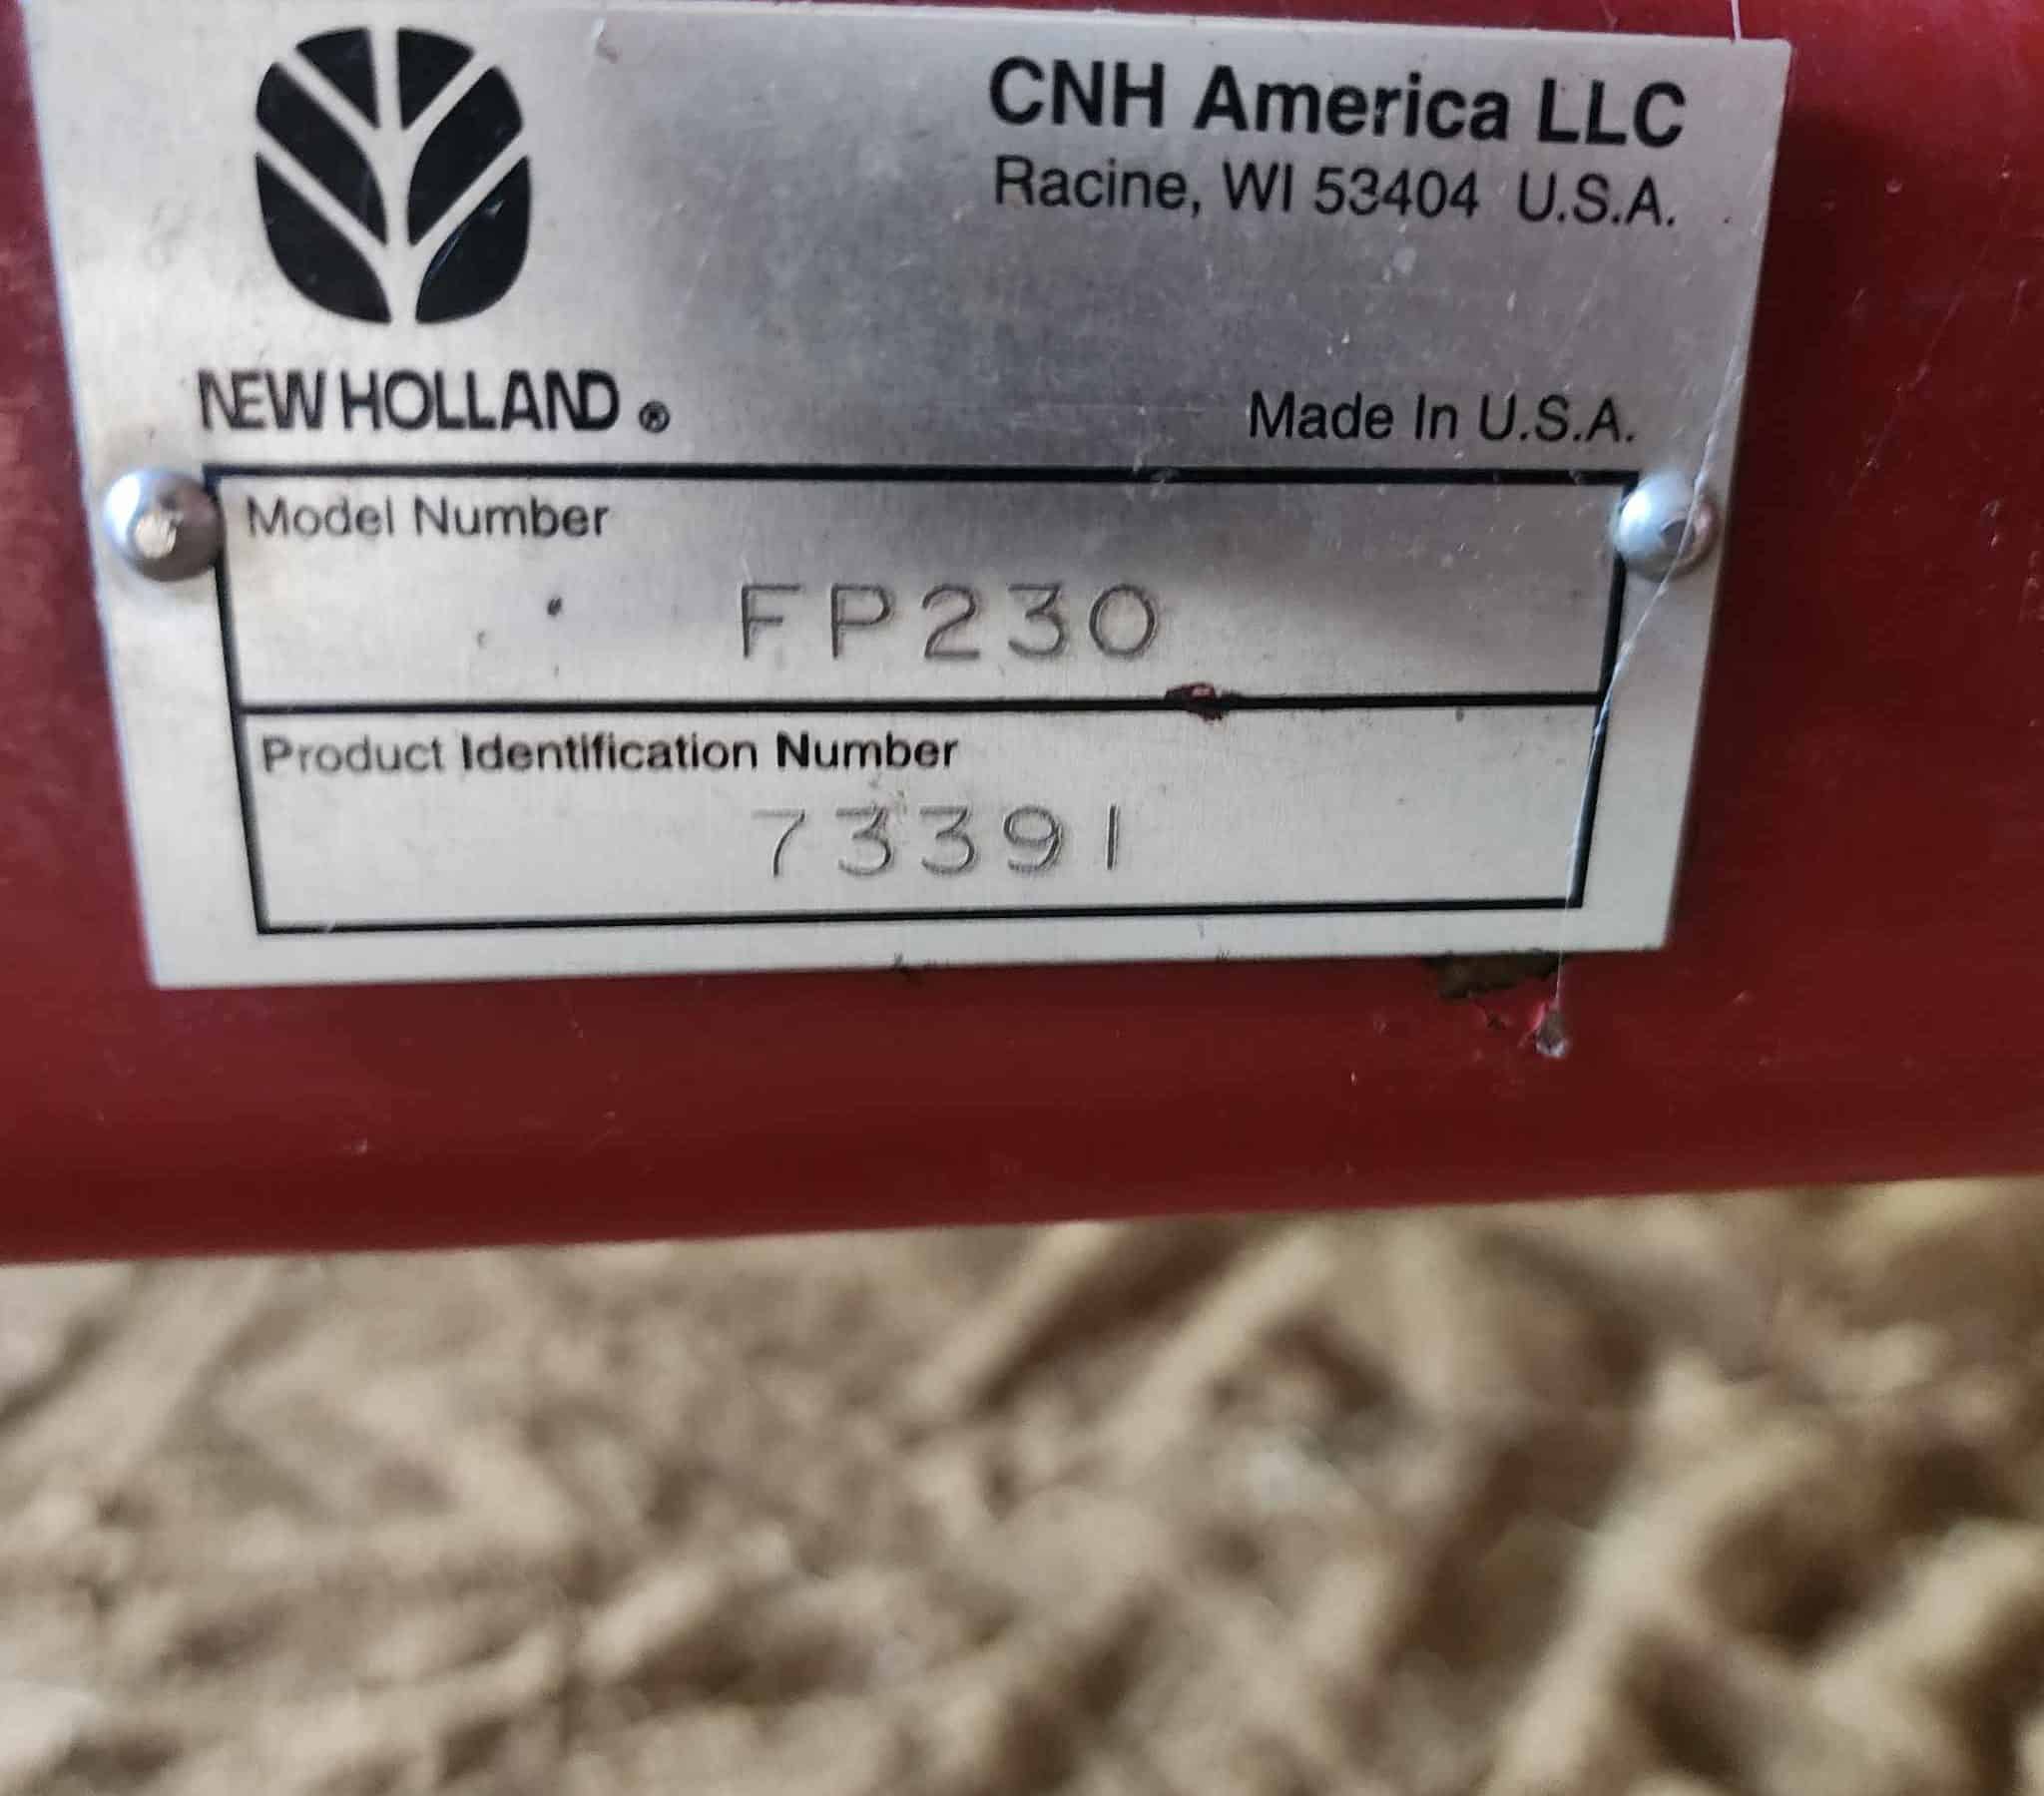 CNH America LLC
Racine, WI 53404 U.S.A.
NEW HOLLAND ®
Made In U.S.A.
Model Number
FP230
Product Identification Number
73391